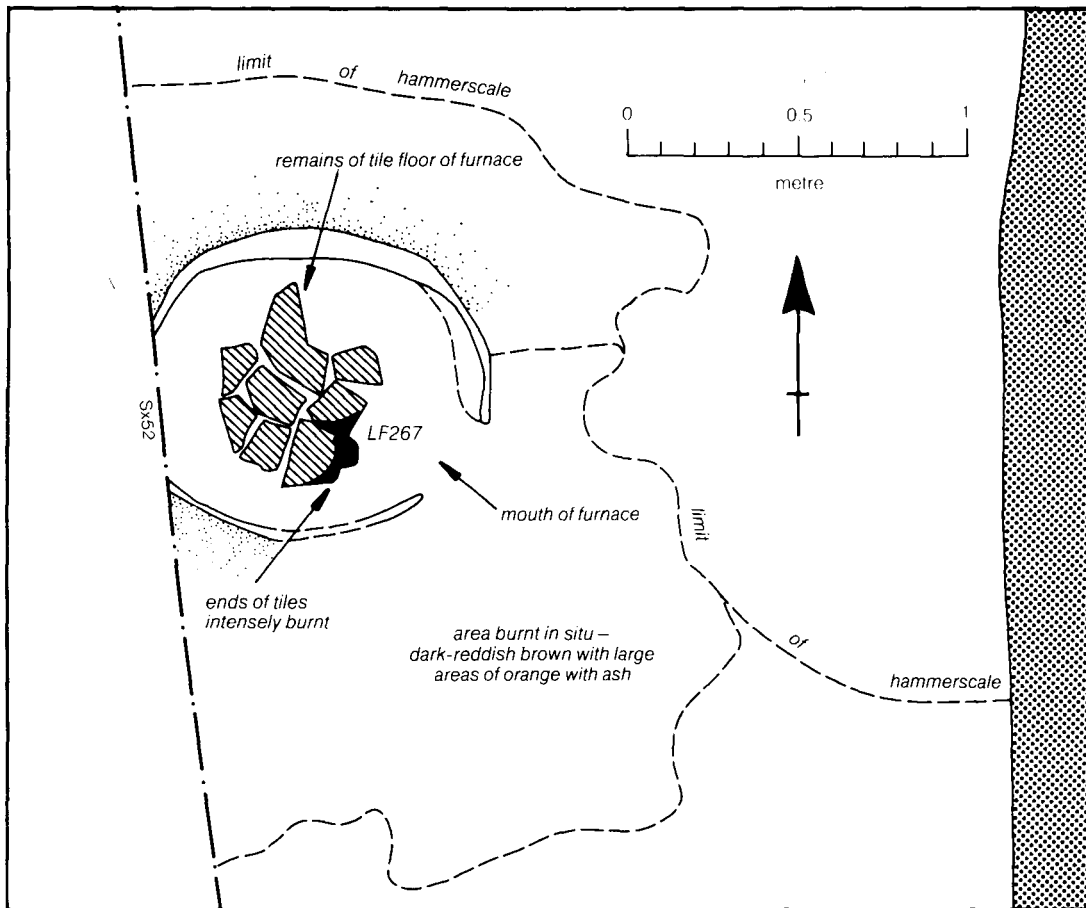 limit of hammerscale
0 0.5 1
metre
remains of tile floor of furnace
Sx52
LF267
mouth of furnace
limit of hammerscale
ends of tiles
intensely burnt
area burnt in situ –
dark-reddish brown with large
areas of orange with ash